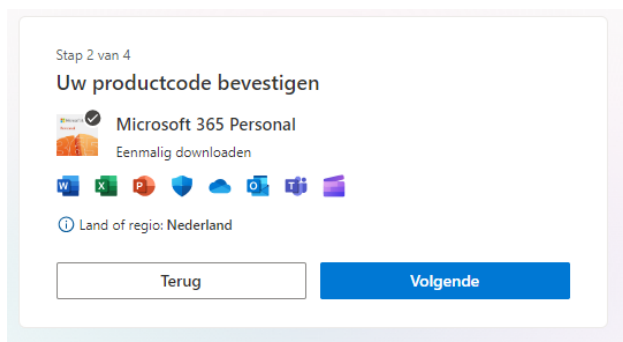 Stap 2 van 4
Uw productcode bevestigen
Microsoft 365 Personal
Eenmalig downloaden
Land of regio: Nederland
Terug
Volgende